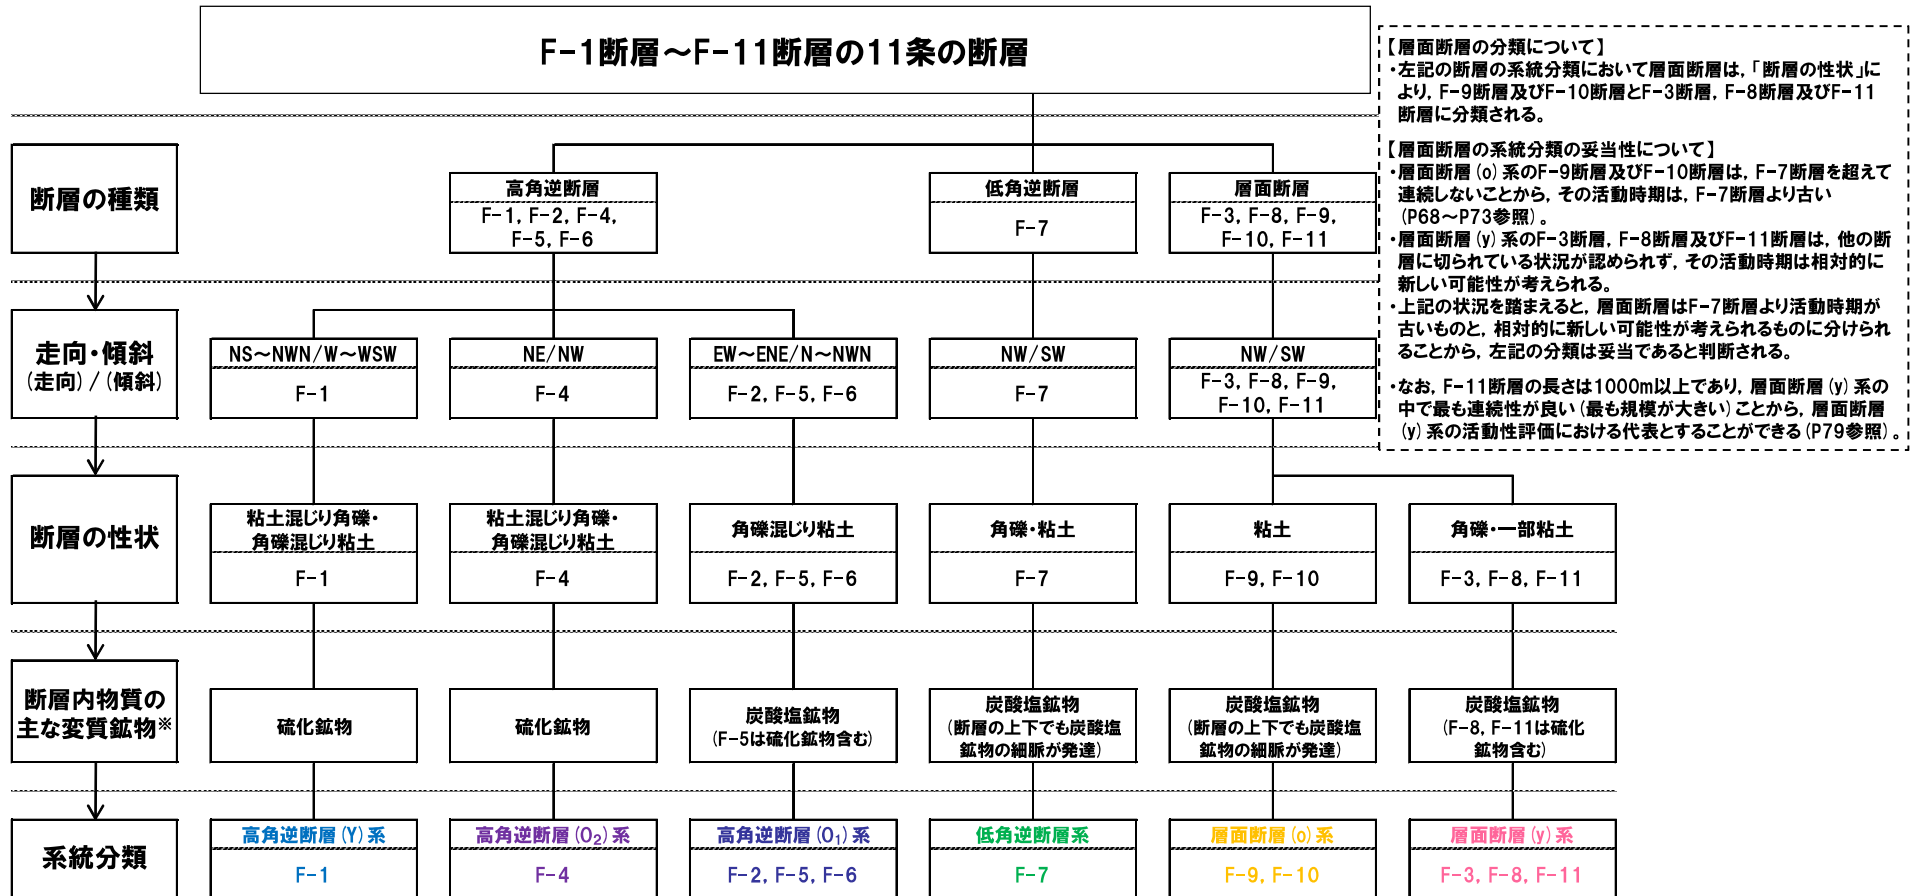 F-1断層～F-11断層の11条の断層
【層面断層の分類について】
・左記の断層の系統分類において層面断層は，「断層の性状」に
より，F-9断層及びF-10断層とF-3断層，F-8断層及びF-11
断層に分類される。
【層面断層の系統分類の妥当性について】
・層面断層(o)系のF-9断層及びF-10断層は，F-7断層を超えて
連続しないことから，その活動時期は，F-7断層より古い
(P68～P73参照)。
・層面断層(y)系のF-3断層，F-8断層及びF-11断層は，他の断
層に切られている状況が認められず，その活動時期は相対的に
新しい可能性が考えられる。
・上記の状況を踏まえると，層面断層はF-7断層より活動時期が
古いものと，相対的に新しい可能性が考えられるものに分けられ
ることから，左記の分類は妥当であると判断される。
・なお，F-11断層の長さは1000m以上であり，層面断層(y)系の
中で最も連続性が良い(最も規模が大きい)ことから，層面断層
(y)系の活動性評価における代表とすることができる(P79参照)。
断層の種類
高角逆断層
F-1，F-2，F-4，
F-5，F-6
低角逆断層
F-7
層面断層
F-3，F-8，F-9，
F-10，F-11
走向・傾斜
(走向)/(傾斜)
NS～NWN/W～WSW
F-1
NE/NW
F-4
EW～ENE/N～NWN
F-2，F-5，F-6
NW/SW
F-7
NW/SW
F-3，F-8，F-9，
F-10，F-11
断層の性状
粘土混じり角礫・
角礫混じり粘土
F-1
粘土混じり角礫・
角礫混じり粘土
F-4
角礫混じり粘土
F-2，F-5，F-6
角礫・粘土
F-7
粘土
F-9，F-10
角礫・一部粘土
F-3，F-8，F-11
断層内物質の
主な変質鉱物※
硫化鉱物
硫化鉱物
炭酸塩鉱物
(F-5は硫化鉱物含む)
炭酸塩鉱物
(断層の上下でも炭酸塩
鉱物の細脈が発達)
炭酸塩鉱物
(断層の上下でも炭酸塩
鉱物の細脈が発達)
炭酸塩鉱物
(F-8，F-11は硫化
鉱物含む)
系統分類
高角逆断層(Y)系
F-1
高角逆断層(O₂)系
F-4
高角逆断層(O₁)系
F-2，F-5，F-6
低角逆断層系
F-7
層面断層(o)系
F-9，F-10
層面断層(y)系
F-3，F-8，F-11